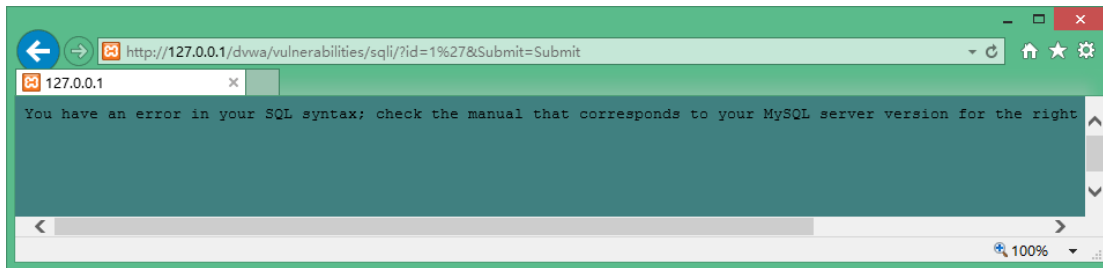 http://127.0.0.1/dvwa/vulnerabilities/sqli/?id=1%27&Submit=Submit
127.0.0.1
You have an error in your SQL syntax; check the manual that corresponds to your MySQL server version for the right
100%